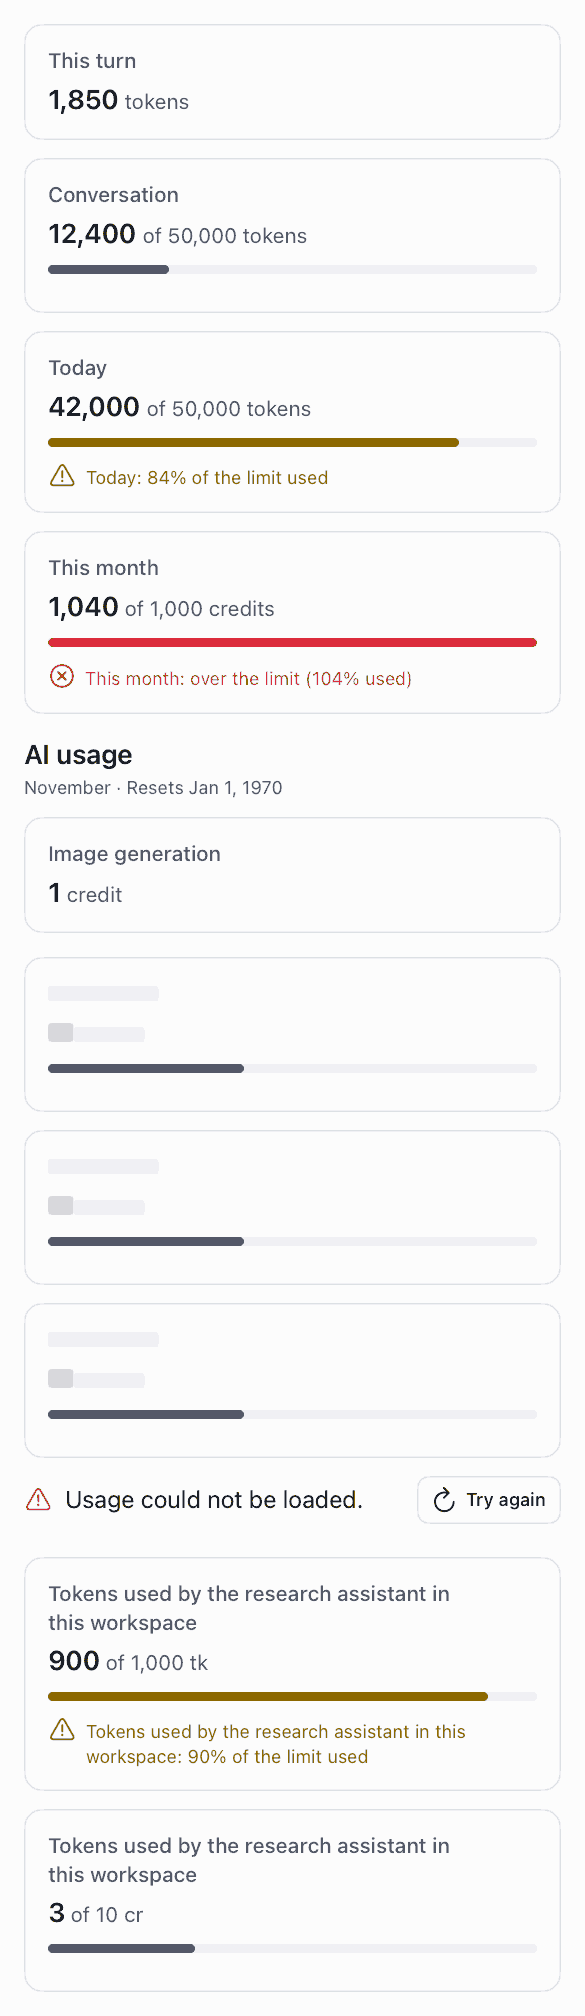 This turn
1,850 tokens
Conversation
12,400 of 50,000 tokens
Today
42,000 of 50,000 tokens
Today: 84% of the limit used
This month
1,040 of 1,000 credits
This month: over the limit (104% used)
AI usage
November · Resets Jan 1, 1970
Image generation
1 credit
Usage could not be loaded.
Try again
Tokens used by the research assistant in
this workspace
900 of 1,000 tk
Tokens used by the research assistant in this
workspace: 90% of the limit used
Tokens used by the research assistant in
this workspace
3 of 10 cr